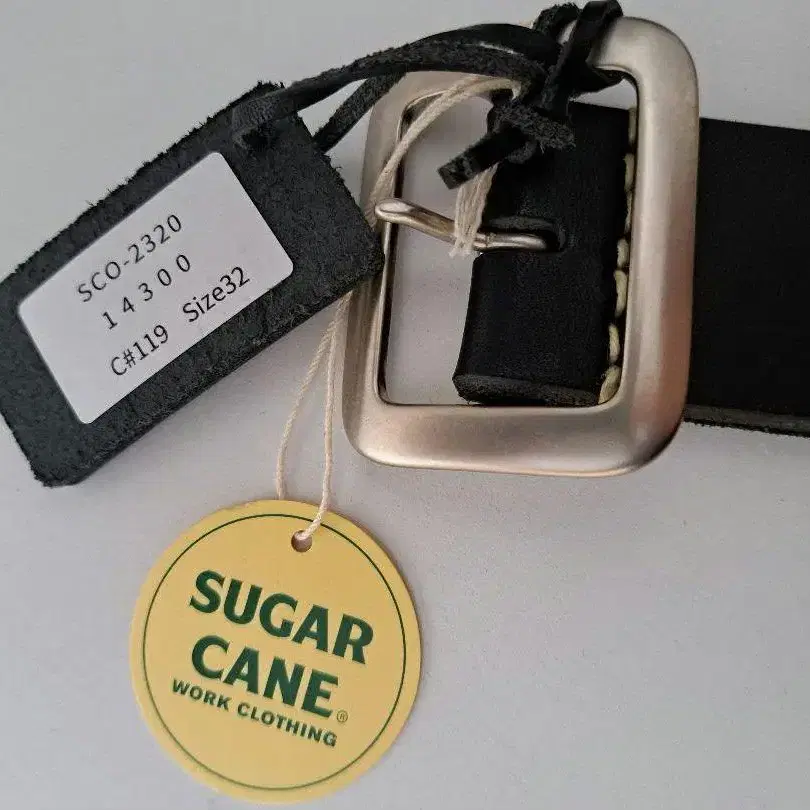 SCO-2320
14300
C#119 Size32
SUGAR
CANE®
WORK CLOTHING